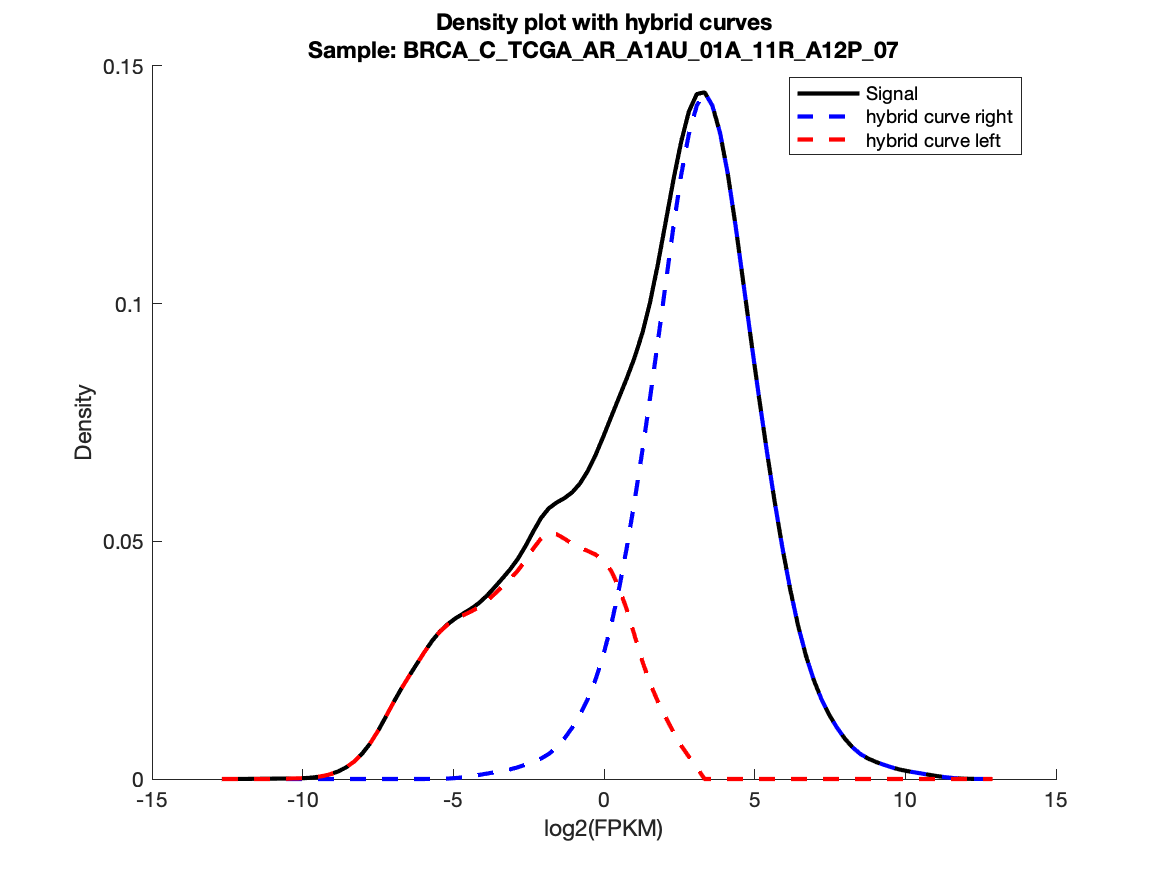 Density plot with hybrid curves
Sample: BRCA_C_TCGA_AR_A1AU_01A_11R_A12P_07
Signal
hybrid curve right
hybrid curve left
0.15
0.1
0.05
0
Density
-15 -10 -5 0 5 10 15
log2(FPKM)